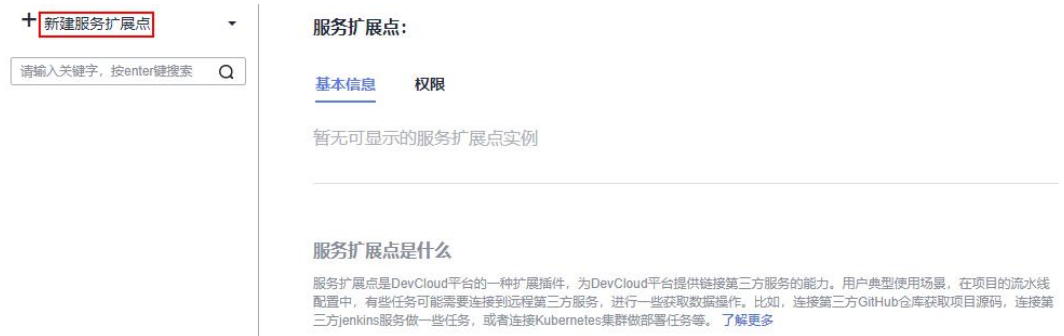 + 新建服务扩展点
请输入关键字，按enter键搜索
服务扩展点：
基本信息 权限
暂无可显示的服务扩展点实例
服务扩展点是什么
服务扩展点是DevCloud平台的一种扩展插件，为DevCloud平台提供链接第三方服务的能力。用户典型使用场景，在项目的流水线
配置中，有些任务可能需要连接到远程第三方服务，进行一些获取数据操作。比如，连接第三方GitHub仓库获取项目源码，连接第
三方jenkins服务做一些任务，或者连接Kubernetes集群做部署任务等。 了解更多